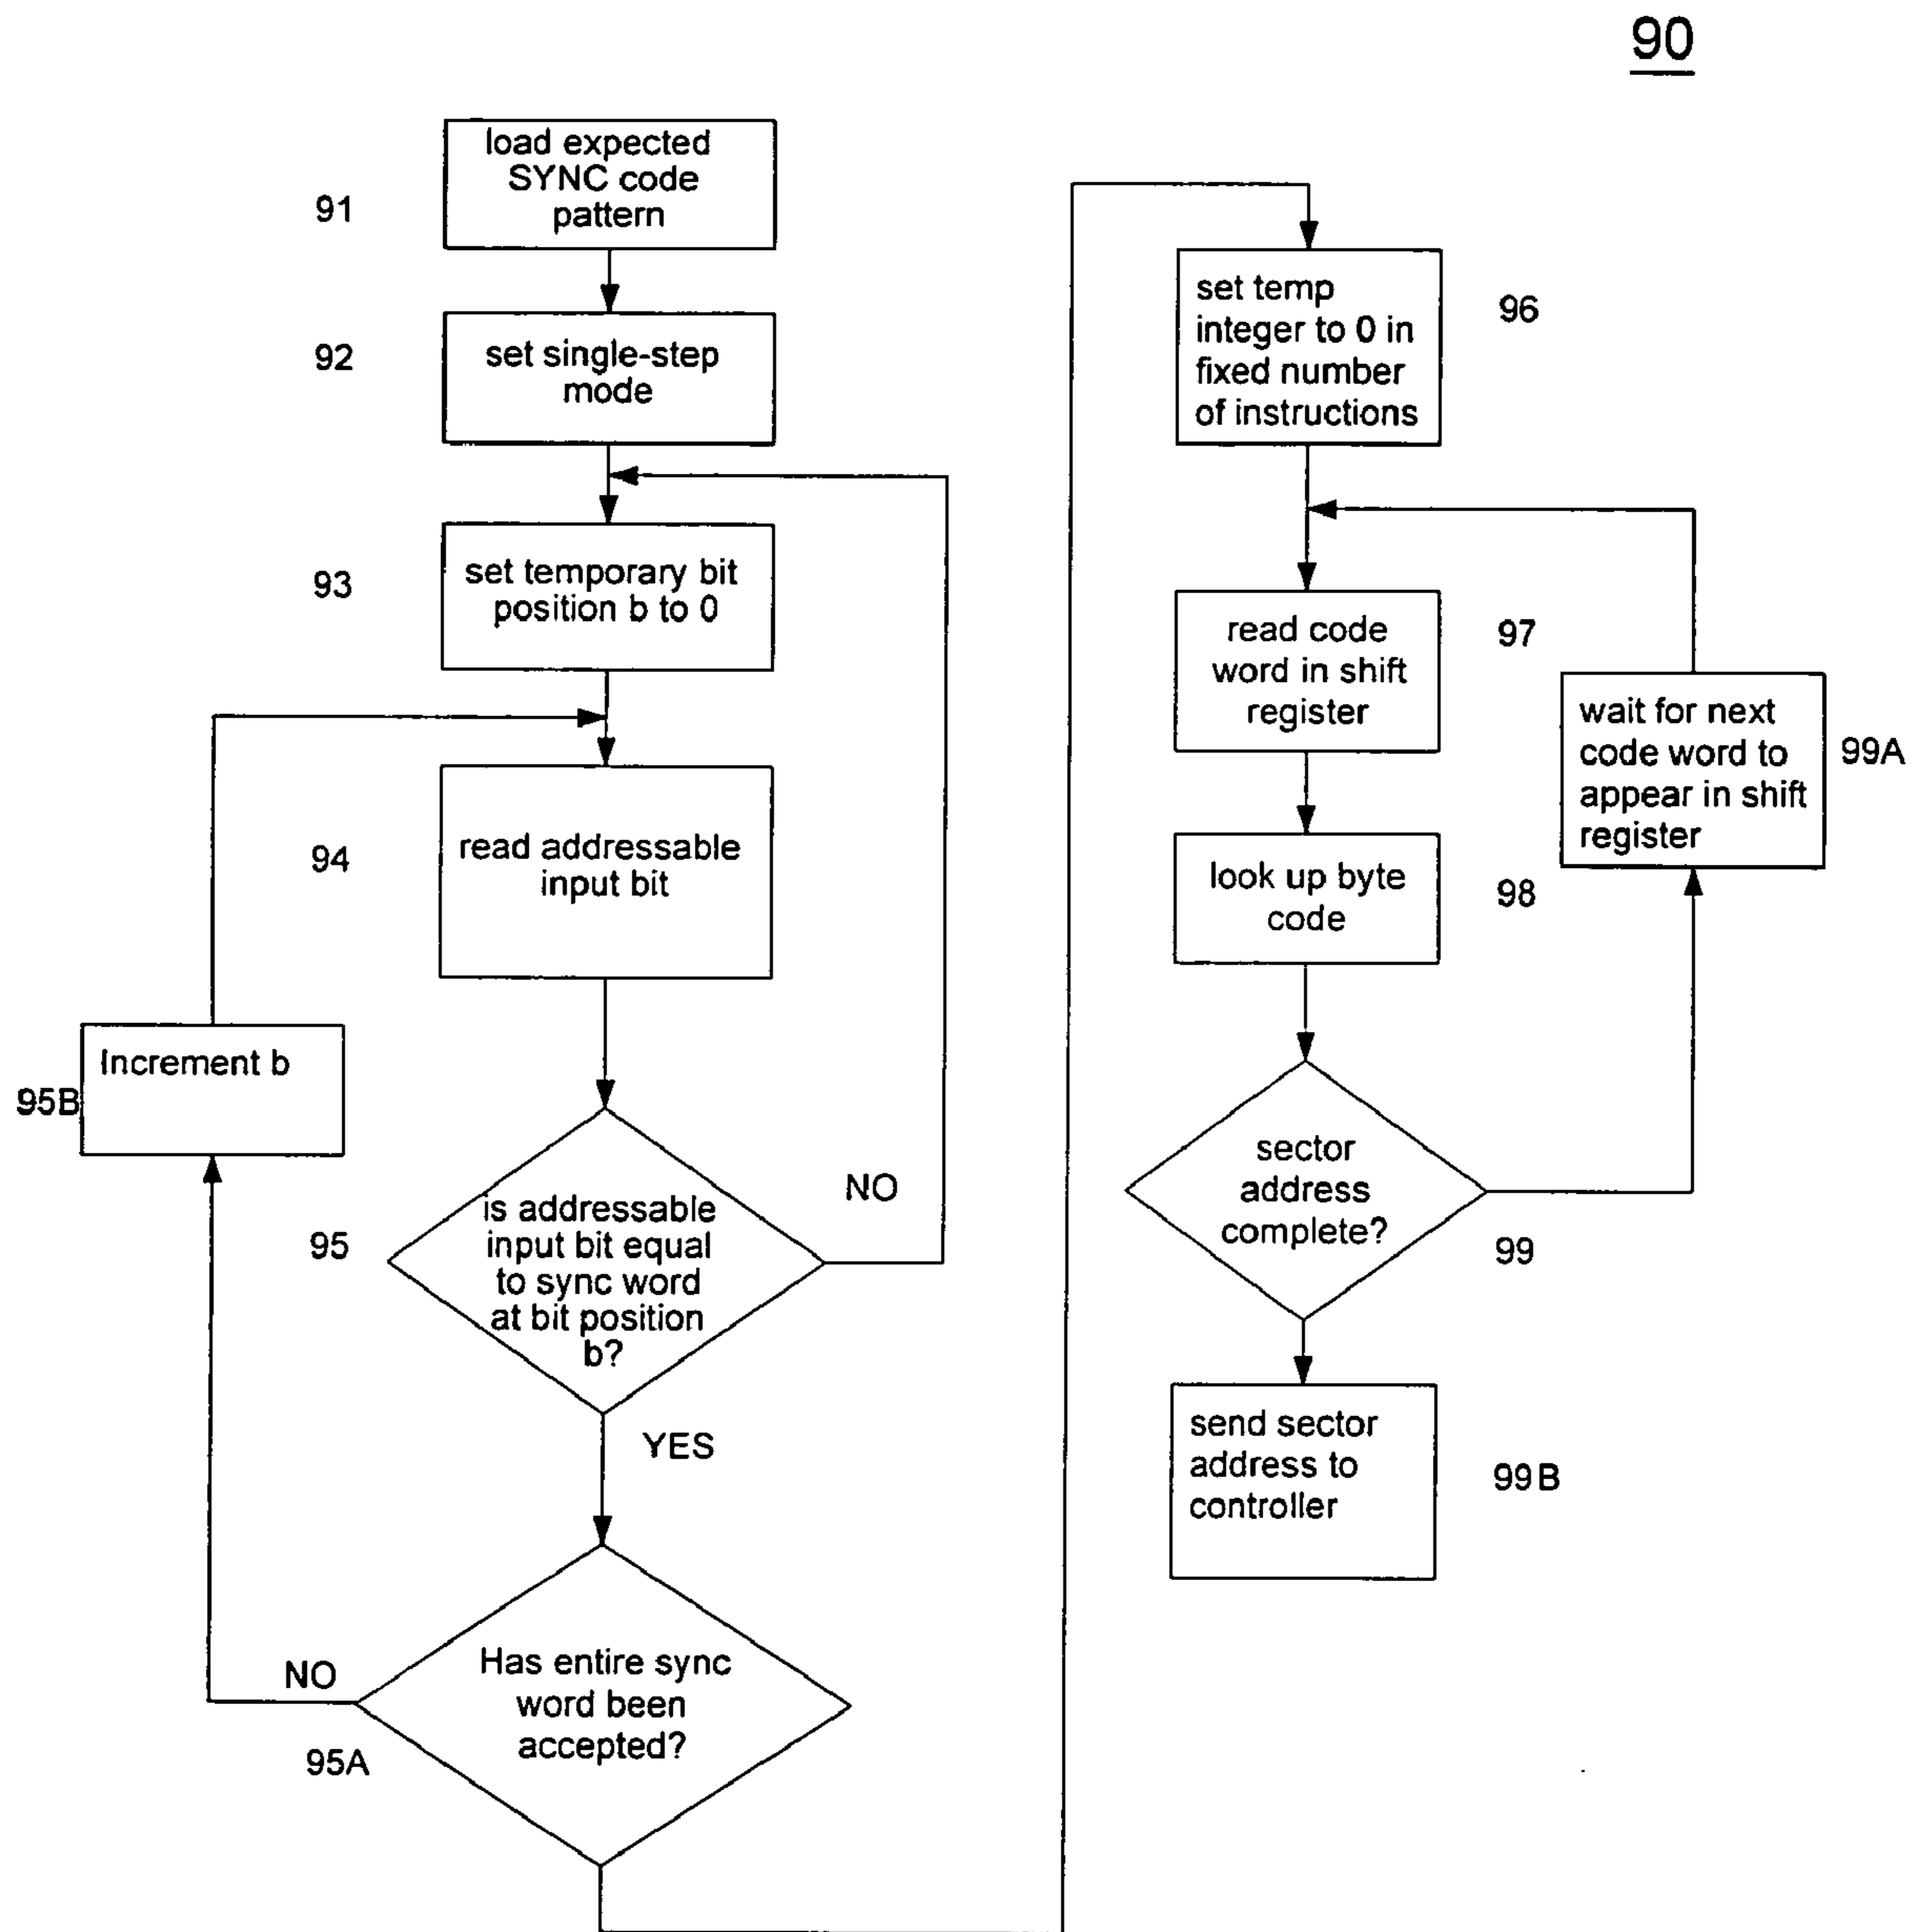 90
91
load expected
SYNC code
pattern
92
set single-step
mode
93
set temporary bit
position b to 0
94
read addressable
input bit
95B
Increment b
95
is addressable
input bit equal
to sync word
at bit position
b?
NO
YES
95A
Has entire sync
word been
accepted?
NO
96
set temp
integer to 0 in
fixed number
of instructions
97
read code
word in shift
register
98
look up byte
code
99A
wait for next
code word to
appear in shift
register
99
sector
address
complete?
99B
send sector
address to
controller